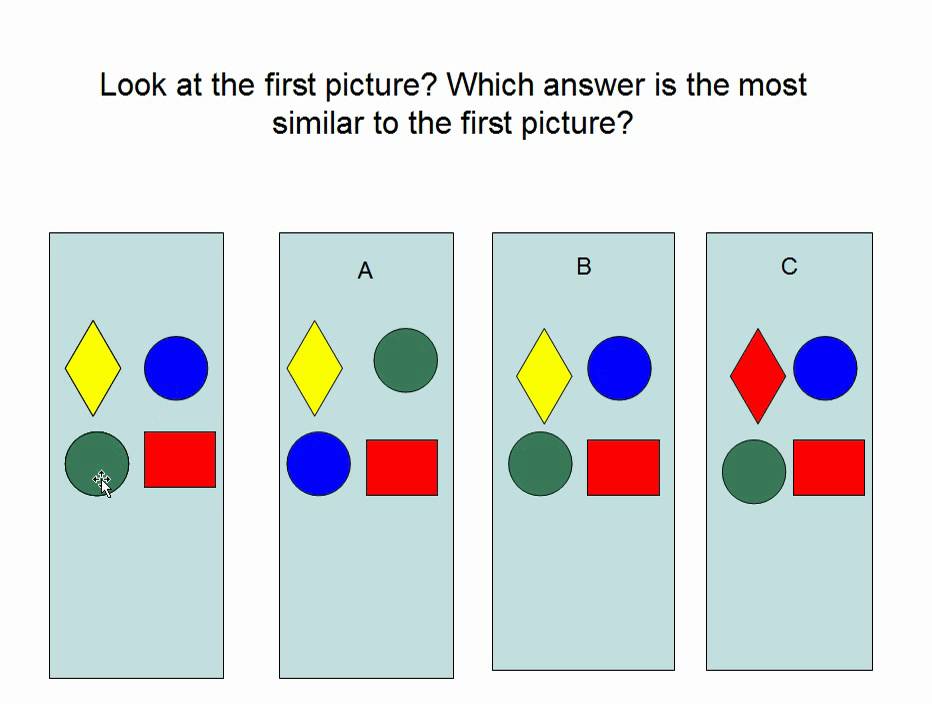 Look at the first picture? Which answer is the most
similar to the first picture?
A
B
C